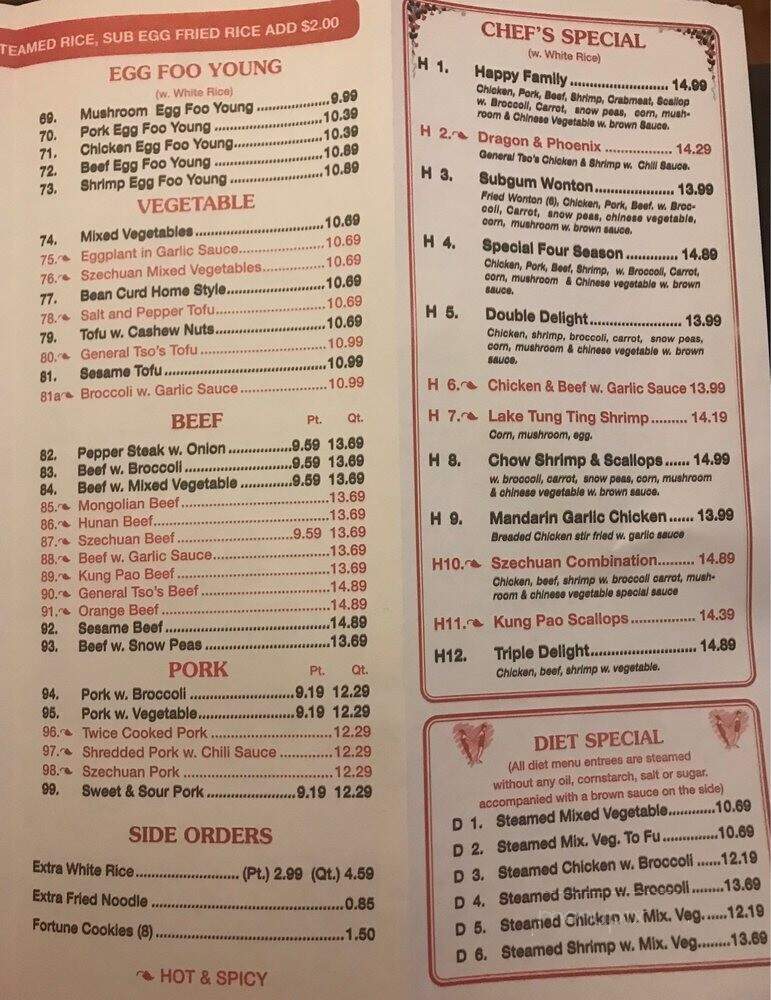 TEAMED RICE, SUB EGG FRIED RICE ADD $2.00
EGG FOO YOUNG
(w. White Rice)
69. Mushroom Egg Foo Young ..................9.99
70. Pork Egg Foo Young ..................10.39
71. Chicken Egg Foo Young..................10.39
72. Beef Egg Foo Young ..................10.89
73. Shrimp Egg Foo Young ..................10.89
VEGETABLE
74. Mixed Vegetables..................10.69
75. Eggplant in Garlic Sauce..................10.69
76. Szechuan Mixed Vegetables..................10.69
77. Bean Curd Home Style..................10.69
78. Salt and Pepper Tofu..................10.69
79. Tofu w. Cashew Nuts..................10.69
80. General Tso's Tofu ..................10.99
81. Sesame Tofu ..................10.99
81a Broccoli w. Garlic Sauce ..................10.99
BEEF Pt. Qt.
82. Pepper Steak w. Onion ...............9.59 13.69
83. Beef w. Broccoli ...............9.59 13.69
84. Beef w. Mixed Vegetable ...............9.59 13.69
85. Mongolian Beef..................13.69
86. Hunan Beef..................13.69
87. Szechuan Beef ..................9.59 13.69
88. Beef w. Garlic Sauce..................13.69
89. Kung Pao Beef ..................13.69
90. General Tso's Beef ..................14.89
91. Orange Beef ..................14.89
92. Sesame Beef ..................14.89
93. Beef w. Snow Peas ..................13.69
PORK Pt. Qt.
94. Pork w. Broccoli ..................9.19 12.29
95. Pork w. Vegetable..................9.19 12.29
96. Twice Cooked Pork ..................12.29
97. Shredded Pork w. Chili Sauce ............12.29
98. Szechuan Pork ..................12.29
99. Sweet & Sour Pork ..................9.19 12.29
SIDE ORDERS
Extra White Rice........................ (Pt.) 2.99 (Qt.) 4.59
Extra Fried Noodle ........................0.85
Fortune Cookies (8) ........................1.50
HOT & SPICY
CHEF'S SPECIAL
(w. White Rice)
H 1. Happy Family ........................ 14.99
Chicken, Pork, Beef, Shrimp, Crabmeat, Scallop
w. Broccoli, Carrot, snow peas, corn, mush-
room & Chinese Vegetable w. brown Sauce.
H 2. Dragon & Phoenix ................ 14.29
General Tso's Chicken & Shrimp w. Chili Sauce.
H 3. Subgum Wonton.................. 13.99
Fried Wonton (6), Chicken, Pork, Beef. w. Broc-
coli, Carrot, snow peas, chinese vegetable,
corn, mushroom w. brown sauce.
H 4. Special Four Season ............. 14.89
Chicken, Pork, Beef, Shrimp, w. Broccoli, Carrot,
corn, mushroom & Chinese vegetable w. brown
sauce.
H 5. Double Delight...................... 13.99
Chicken, shrimp, broccoli, carrot, snow peas,
corn, mushroom & chinese vegetable w. brown
sauce.
H 6. Chicken & Beef w. Garlic Sauce 13.99
H 7. Lake Tung Ting Shrimp......... 14.19
Corn, mushroom, egg.
H 8. Chow Shrimp & Scallops...... 14.99
w. broccoli, carrot, snow peas, corn, mushroom
& chinese vegetable w. brown sauce.
H 9. Mandarin Garlic Chicken...... 13.99
Breaded Chicken stir fried w. garlic sauce
H10. Szechuan Combination......... 14.89
Chicken, beef, shrimp w. broccoli carrot, mush-
room & chinese vegetable special sauce
H11. Kung Pao Scallops................ 14.39
H12. Triple Delight........................ 14.89
Chicken, beef, shrimp w. vegetable.
DIET SPECIAL
(All diet menu entrees are steamed
without any oil, cornstarch, salt or sugar.
accompanied with a brown sauce on the side)
D 1. Steamed Mixed Vegetable...........10.69
D 2. Steamed Mix. Veg. To Fu .............10.69
D 3. Steamed Chicken w. Broccoli ......12.19
D 4. Steamed Shrimp w. Broccoli ........13.69
D 5. Steamed Chicken w. Mix. Veg.......12.19
D 6. Steamed Shrimp w. Mix. Veg.........13.69